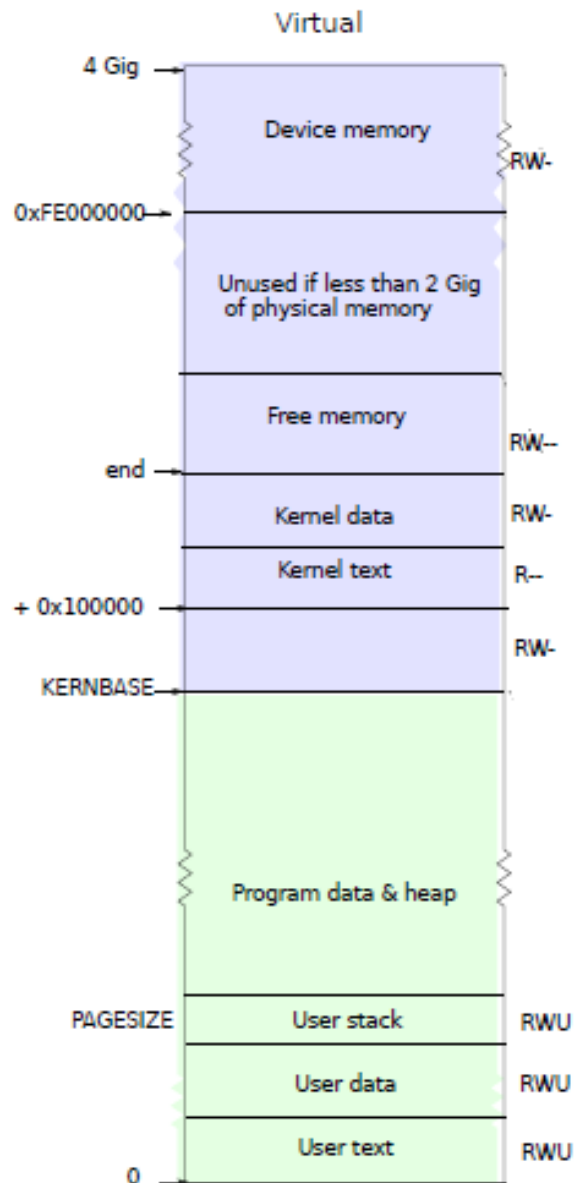 Virtual
4 Gig
Device memory
RW-
0xFE000000
Unused if less than 2 Gig
of physical memory
Free memory
RW--
end
Kernel data
RW-
Kernel text
R--
+ 0x100000
RW-
KERNBASE
Program data & heap
PAGESIZE
User stack
RWU
User data
RWU
User text
RWU
0